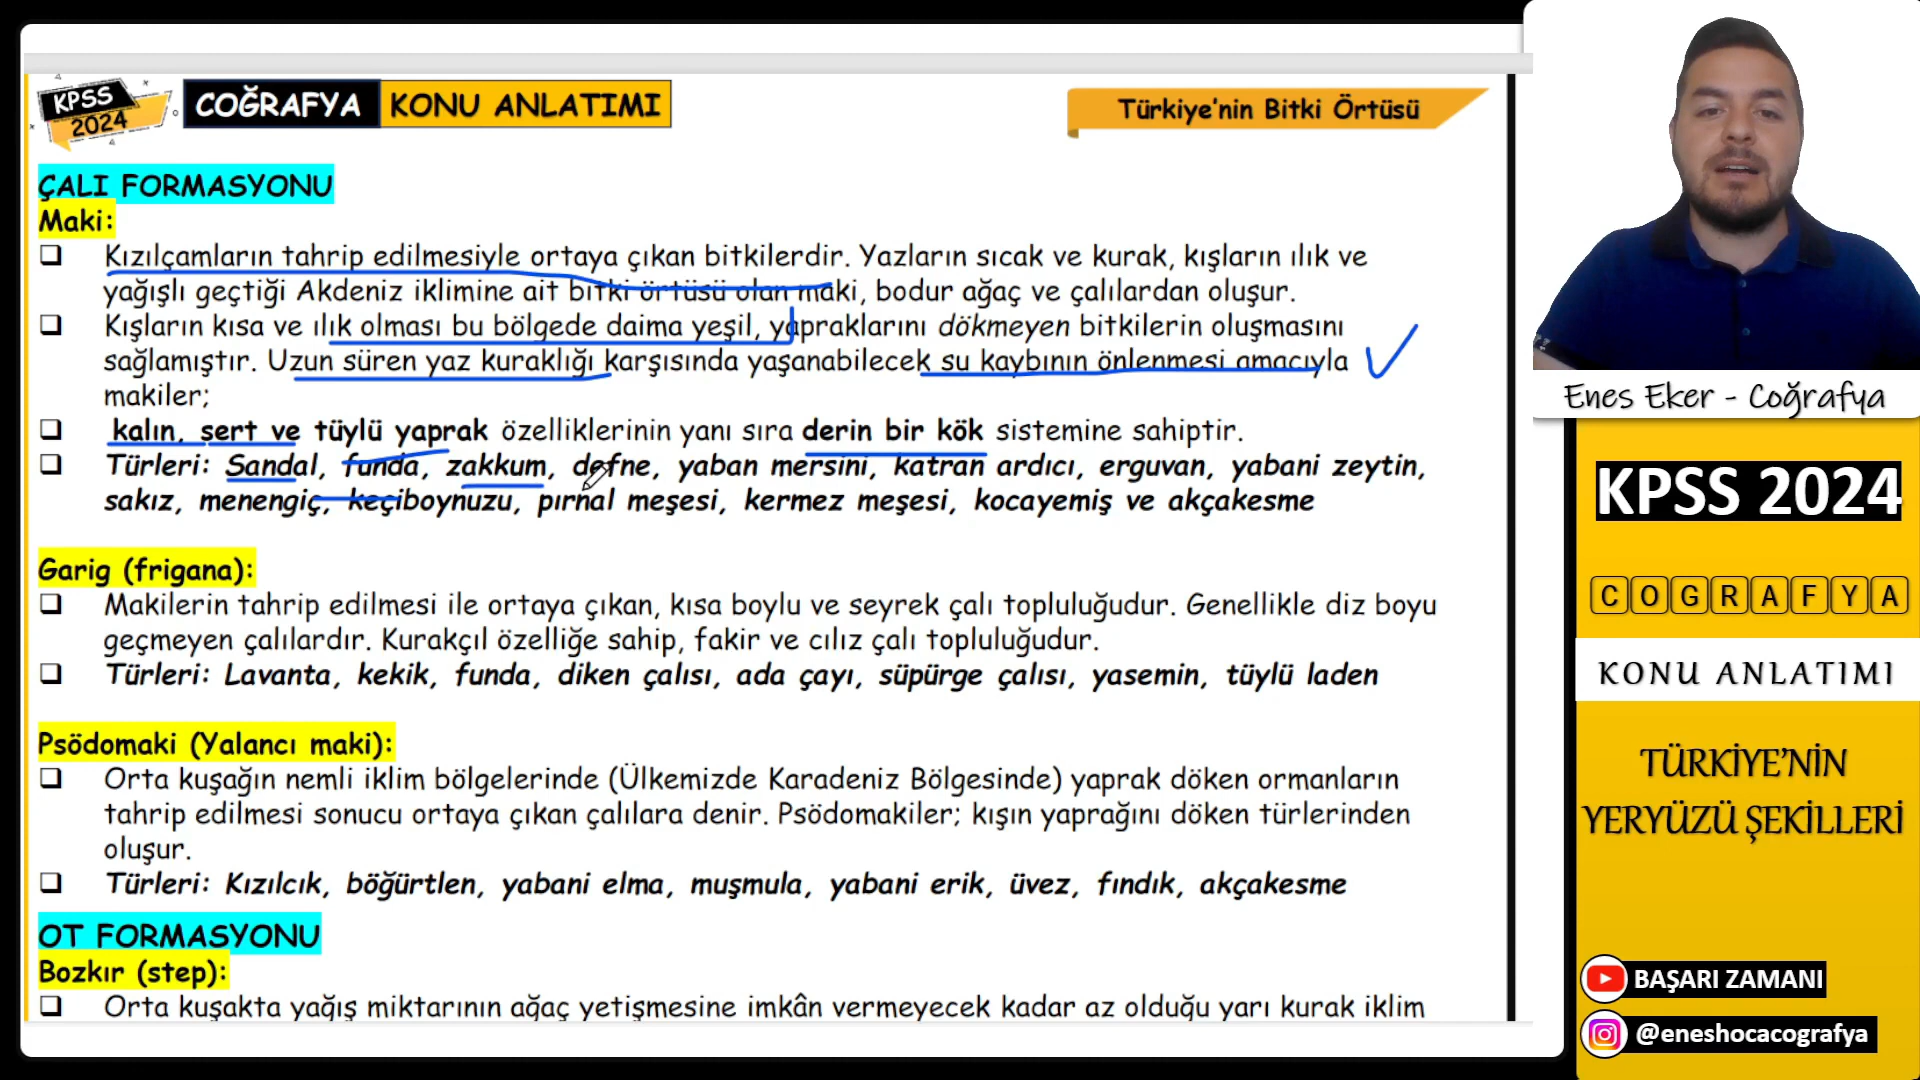 KPSS
2024
COĞRAFYA KONU ANLATIMI
Türkiye'nin Bitki Örtüsü
ÇALI FORMASYONU
Maki:
Kızılçamların tahrip edilmesiyle ortaya çıkan bitkilerdir. Yazların sıcak ve kurak, kışların ılık ve
yağışlı geçtiği Akdeniz iklimine ait bitki örtüsü olan maki, bodur ağaç ve çalılardan oluşur.
Kışların kısa ve ılık olması bu bölgede daima yeşil, yapraklarını dökmeyen bitkilerin oluşmasını
sağlamıştır. Uzun süren yaz kuraklığı karşısında yaşanabilecek su kaybının önlenmesi amacıyla
makiler;
kalın, sert ve tüylü yaprak özelliklerinin yanı sıra derin bir kök sistemine sahiptir.
Türleri: Sandal, funda, zakkum, defne, yaban mersini, katran ardıcı, erguvan, yabani zeytin,
sakız, menengiç, keçiboynuzu, pırnal meşesi, kermez meşesi, kocayemiş ve akçakesme
Garig (frigana):
Makilerin tahrip edilmesi ile ortaya çıkan, kısa boylu ve seyrek çalı topluluğudur. Genellikle diz boyu
geçmeyen çalılardır. Kurakçıl özelliğe sahip, fakir ve cılız çalı topluluğudur.
Türleri: Lavanta, kekik, funda, diken çalısı, ada çayı, süpürge çalısı, yasemin, tüylü laden
Psödomaki (Yalancı maki):
Orta kuşağın nemli iklim bölgelerinde (Ülkemizde Karadeniz Bölgesinde) yaprak döken ormanların
tahrip edilmesi sonucu ortaya çıkan çalılara denir. Psödomakiler; kışın yaprağını döken türlerinden
oluşur.
Türleri: Kızılcık, böğürtlen, yabani elma, muşmula, yabani erik, üvez, fındık, akçakesme
OT FORMASYONU
Bozkır (step):
Orta kuşakta yağış miktarının ağaç yetişmesine imkân vermeyecek kadar az olduğu yarı kurak iklim
Enes Eker - Coğrafya
KPSS 2024
COGRAFYA
KONU ANLATIMI
TÜRKİYE'NİN
YERYÜZÜ ŞEKİLLERİ
BAŞARI ZAMANI
@eneshocacografya